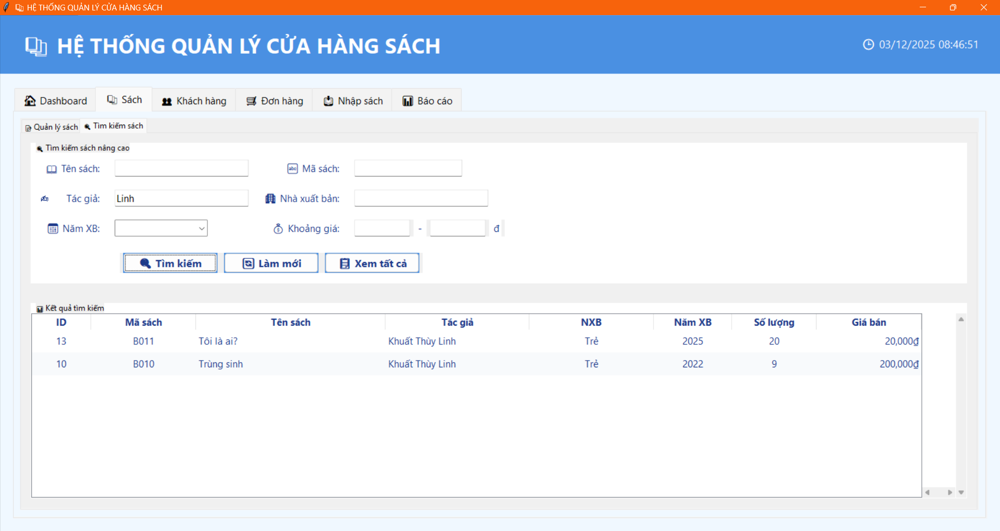 HỆ THỐNG QUẢN LÝ CỬA HÀNG SÁCH
HỆ THỐNG QUẢN LÝ CỬA HÀNG SÁCH
03/12/2025 08:46:51
Dashboard Sách Khách hàng Đơn hàng Nhập sách Báo cáo
Quản lý sách Tìm kiếm sách
Tìm kiếm sách nâng cao
Tên sách: abc Mã sách:
Tác giả: Linh Nhà xuất bản:
Năm XB: Khoảng giá: - đ
Tìm kiếm Làm mới Xem tất cả
Kết quả tìm kiếm
ID Mã sách Tên sách Tác giả NXB Năm XB Số lượng Giá bán
13 B011 Tôi là ai? Khuất Thùy Linh Trẻ 2025 20 20,000₫
10 B010 Trùng sinh Khuất Thùy Linh Trẻ 2022 9 200,000₫